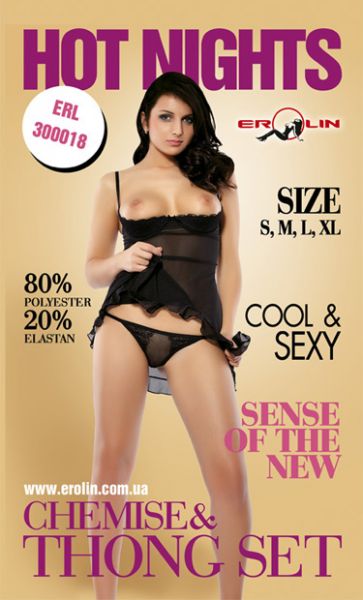 HOT NIGHTS
ERL
300018
EROLIN
SIZE
S, M, L, XL
80%
POLYESTER
20%
ELASTAN
COOL &
SEXY
SENSE
OF THE
NEW
www.erolin.com.ua
CHEMISE&
THONG SET